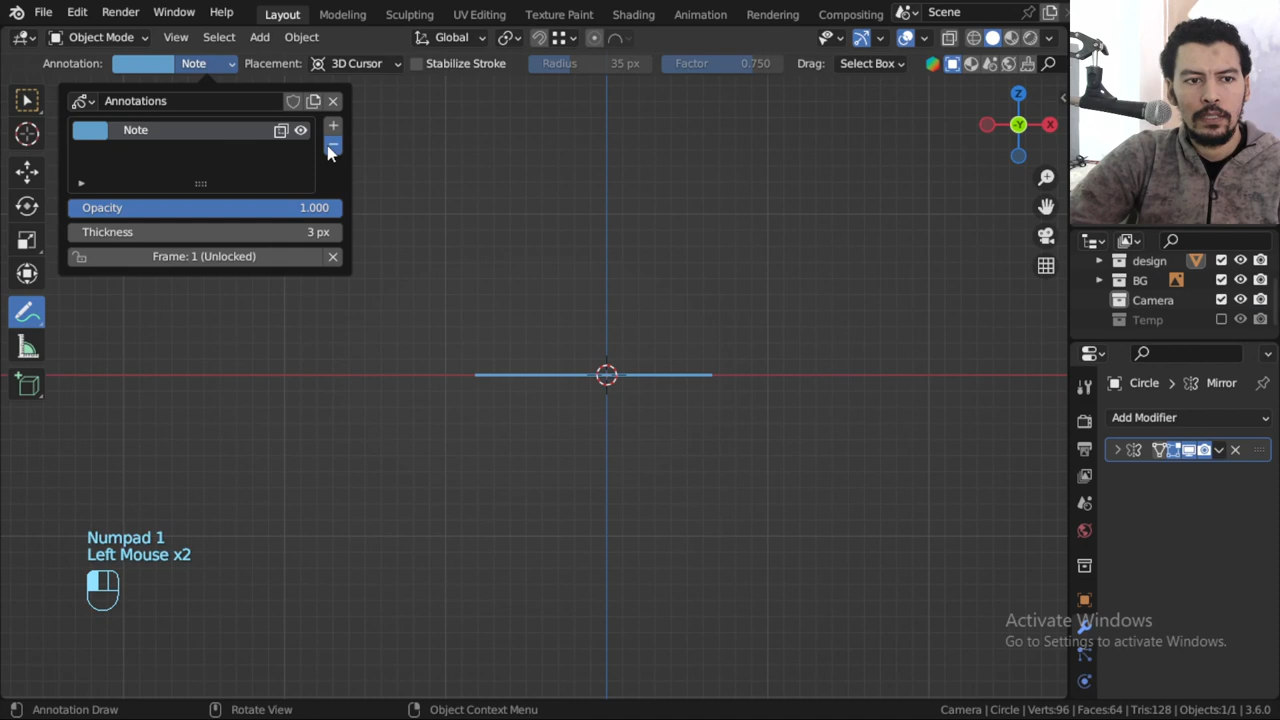 File Edit Render Window Help Layout Modeling Sculpting UV Editing Texture Paint Shading Animation Rendering Compositing Scene
Object Mode View Select Add Object Global
Annotation: Note Placement: 3D Cursor Stabilize Stroke Radius 35 px Factor 0.750 Drag: Select Box
Annotations
Note
Opacity 1.000
Thickness 3 px
Frame: 1 (Unlocked)
Z
-Y
X
design
BG
Camera
Temp
Circle > Mirror
Add Modifier
Numpad 1
Left Mouse x2
Activate Windows
Go to Settings to activate Windows.
Annotation Draw Rotate View Object Context Menu Camera | Circle | Verts:96 | Faces:64 | Tris:128 | Objects:1/1 | 3.6.0